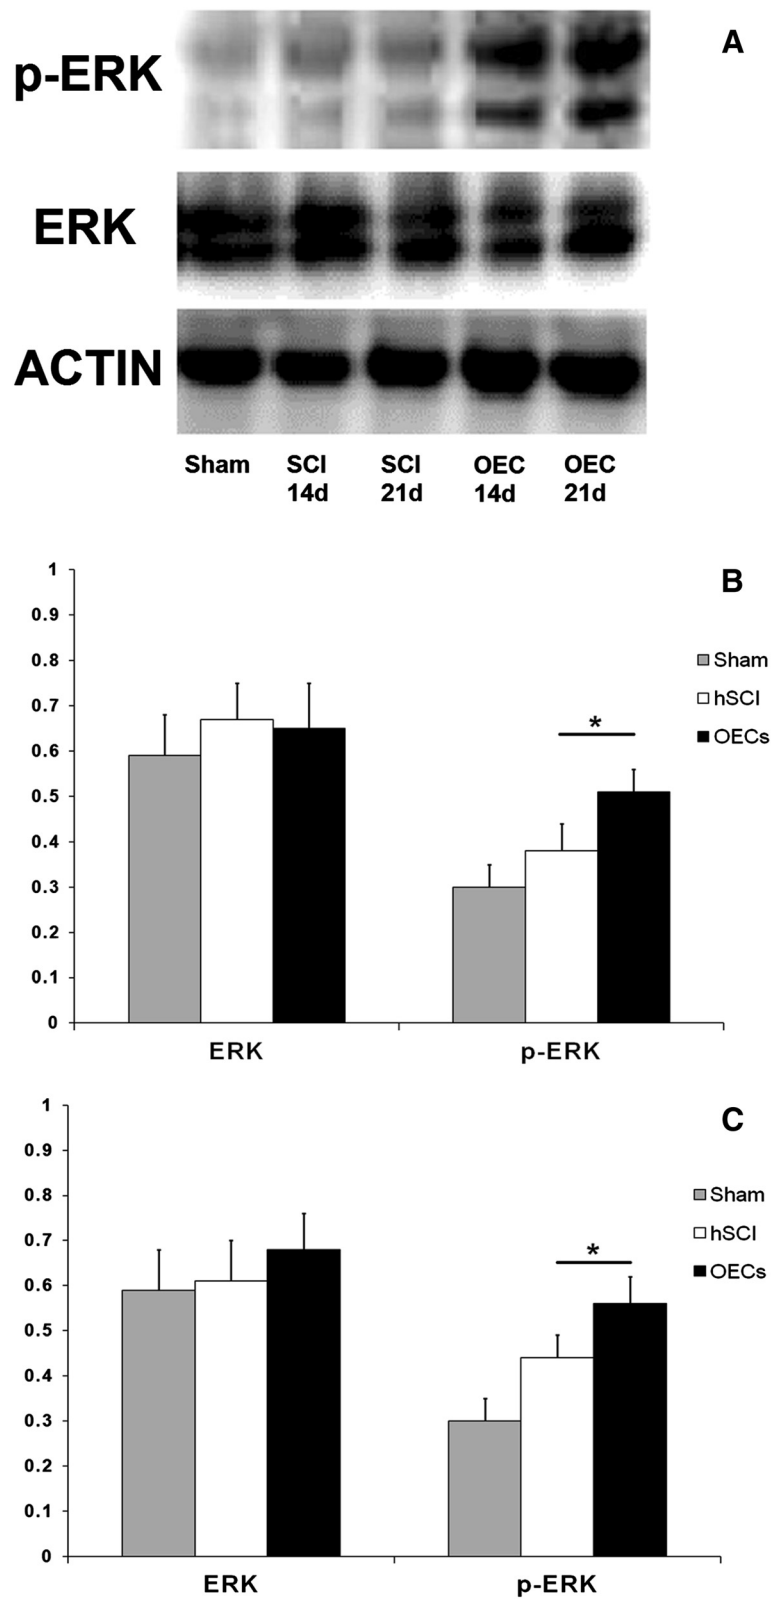 A
p-ERK
ERK
ACTIN
Sham SCI SCI OEC OEC
14d 21d 14d 21d
B
1
0.9
0.8
0.7
0.6
0.5
0.4
0.3
0.2
0.1
0
*
Sham
hSCI
OECs
ERK p-ERK
C
1
0.9
0.8
0.7
0.6
0.5
0.4
0.3
0.2
0.1
0
*
Sham
hSCI
OECs
ERK p-ERK